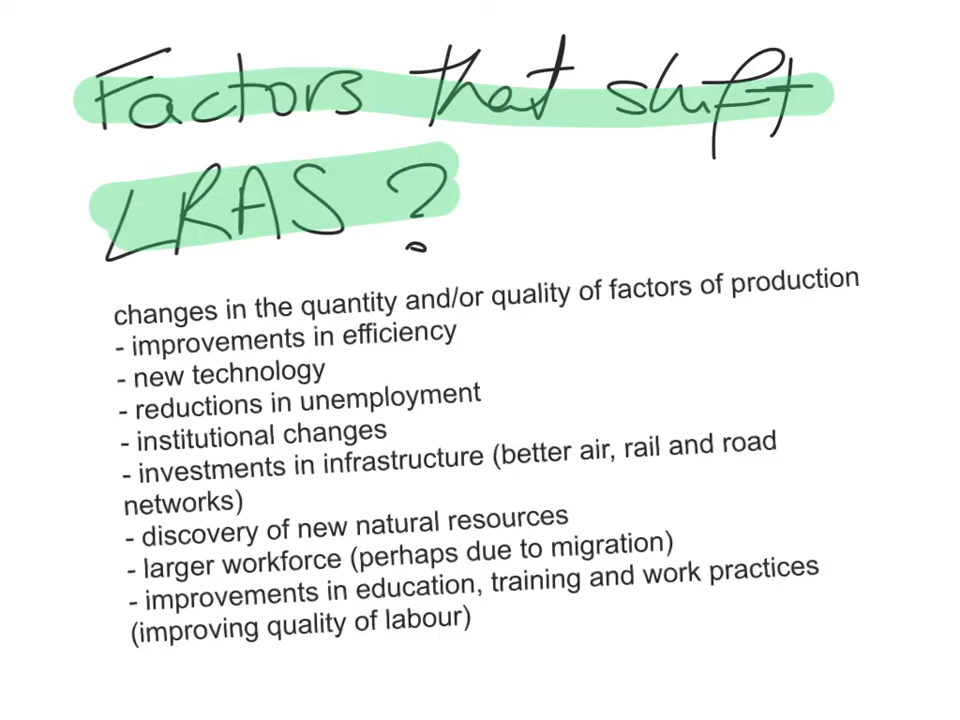 Factors that shift
LRAS ?
changes in the quantity and/or quality of factors of production
- improvements in efficiency
- new technology
- reductions in unemployment
- institutional changes
- investments in infrastructure (better air, rail and road
networks)
- discovery of new natural resources
- larger workforce (perhaps due to migration)
- improvements in education, training and work practices
(improving quality of labour)